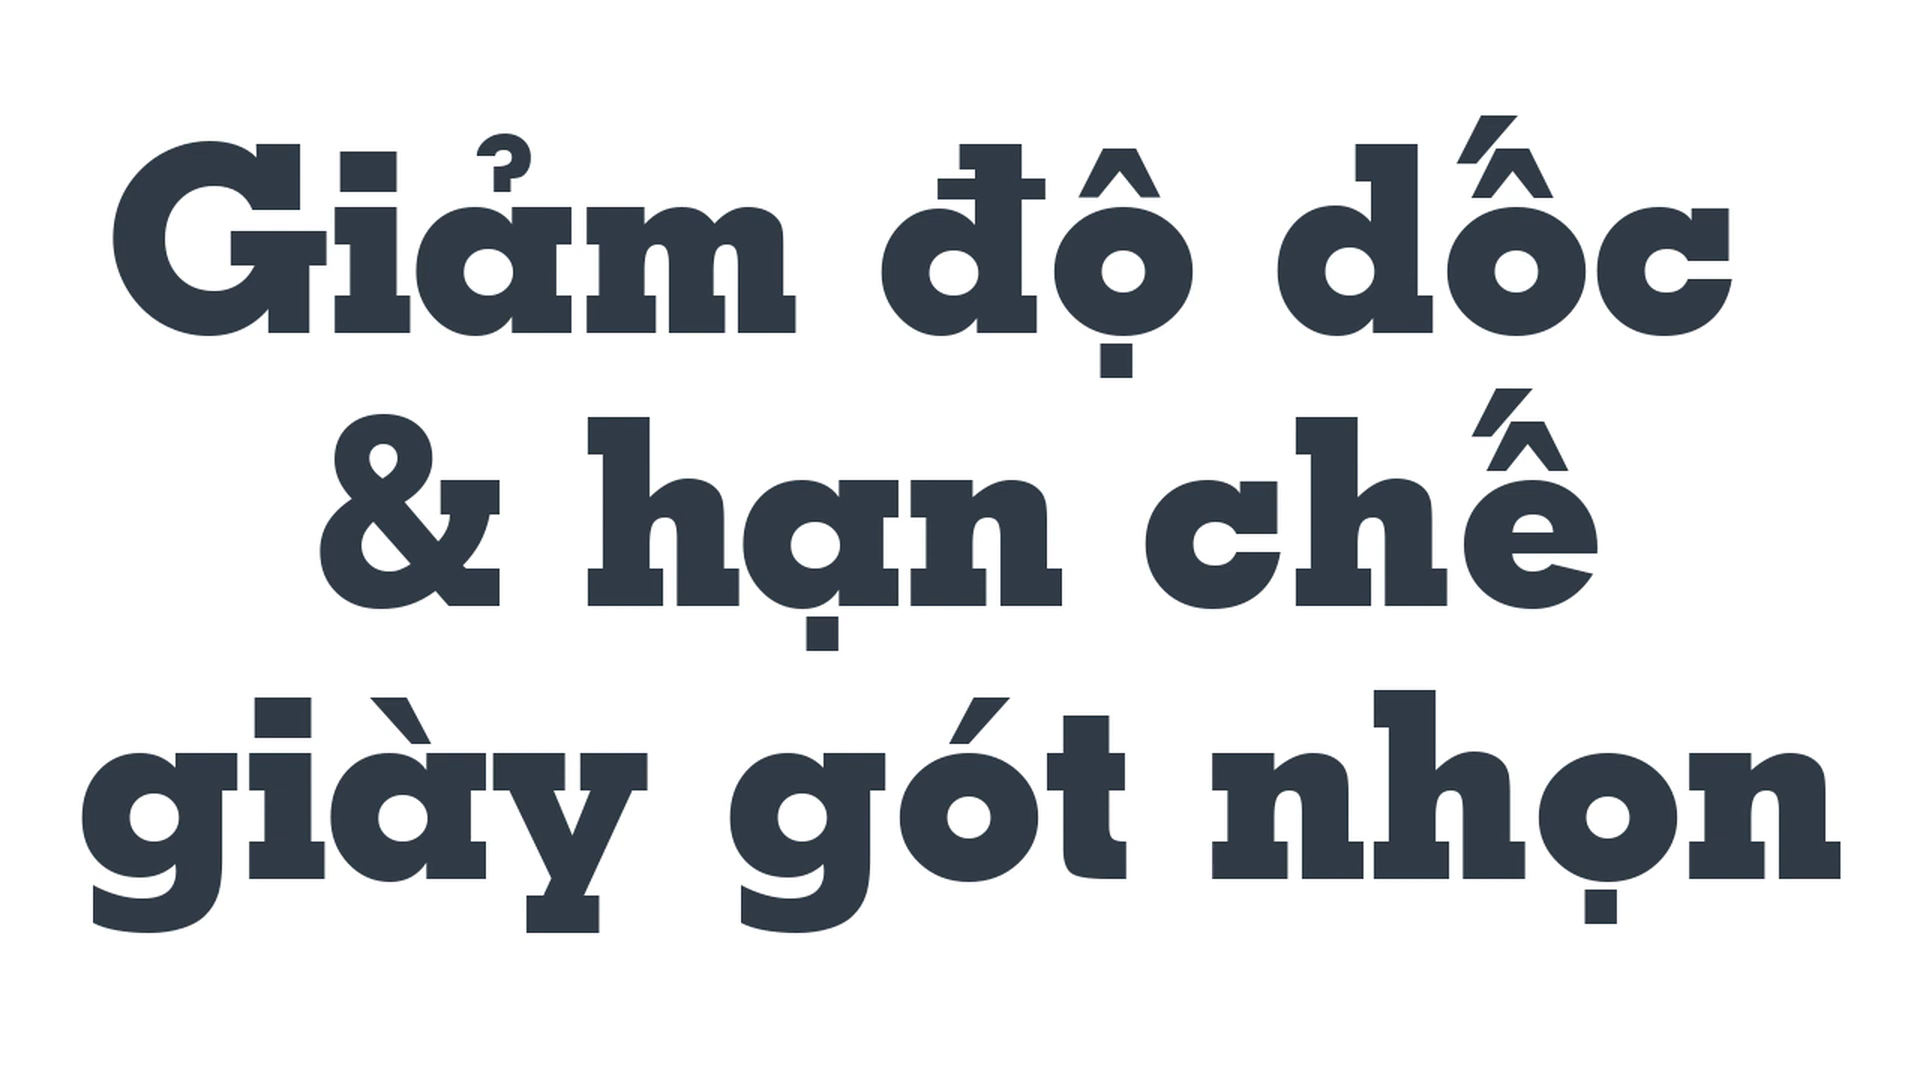 Giảm độ dốc
& hạn chế
giày gót nhọn